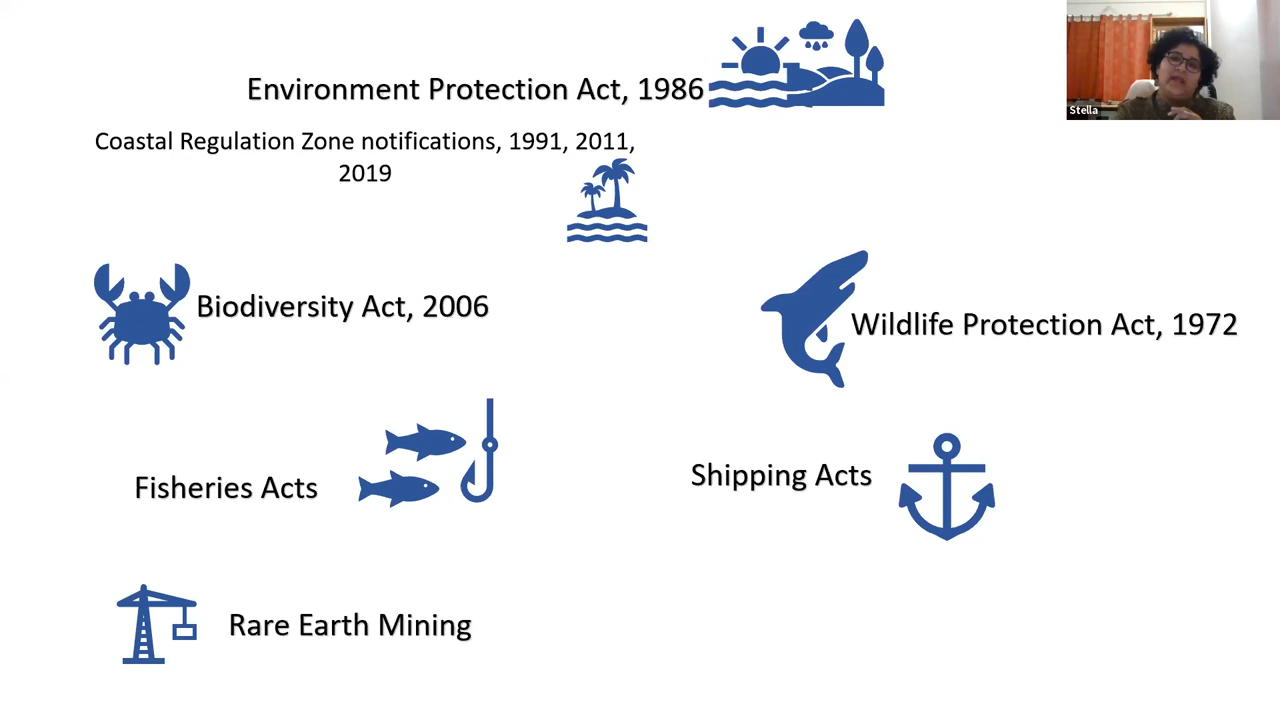 Environment Protection Act, 1986
Stella
Coastal Regulation Zone notifications, 1991, 2011,
2019
Biodiversity Act, 2006
Wildlife Protection Act, 1972
Fisheries Acts
Shipping Acts
Rare Earth Mining